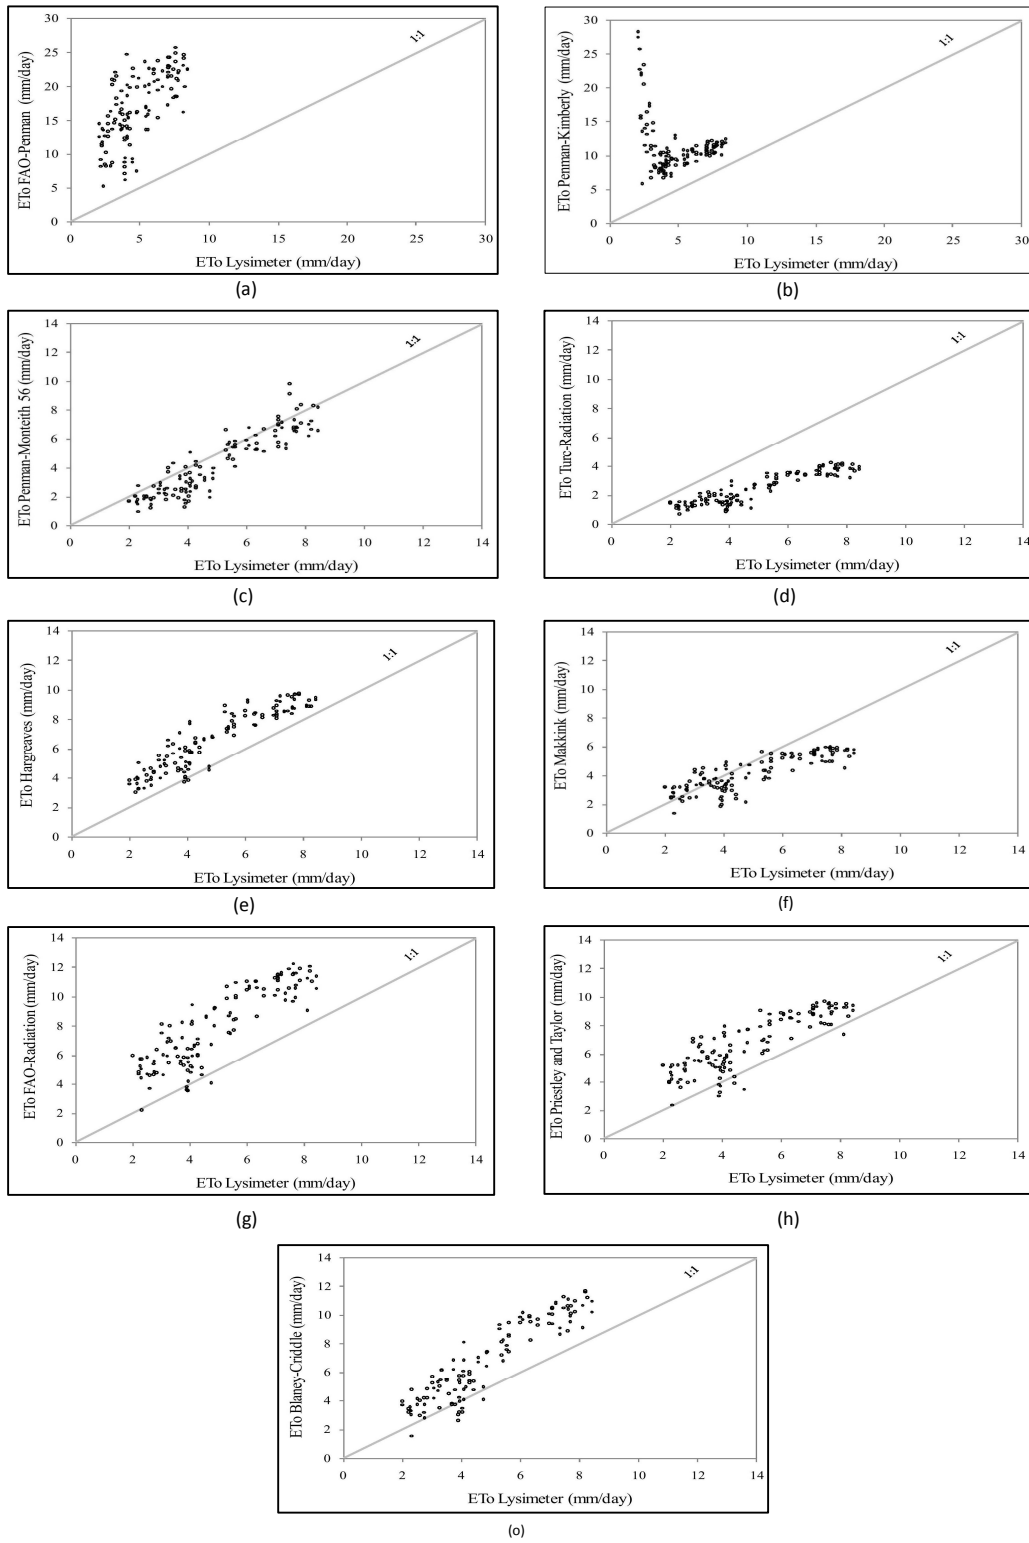 ETo FAO-Penman (mm/day)
30
25
20
15
10
5
0
1:1
0 5 10 15 20 25 30
ETo Lysimeter (mm/day)
(a)
ETo Penman-Kimberly (mm/day)
30
25
20
15
10
5
0
1:1
0 5 10 15 20 25 30
ETo Lysimeter (mm/day)
(b)
ETo Penman-Monteith 56 (mm/day)
14
12
10
8
6
4
2
0
1:1
0 2 4 6 8 10 12 14
ETo Lysimeter (mm/day)
(c)
ETo Turc-Radiation (mm/day)
14
12
10
8
6
4
2
0
1:1
0 2 4 6 8 10 12 14
ETo Lysimeter (mm/day)
(d)
ETo Hargreaves (mm/day)
14
12
10
8
6
4
2
0
1:1
0 2 4 6 8 10 12 14
ETo Lysimeter (mm/day)
(e)
ETo Makkink (mm/day)
14
12
10
8
6
4
2
0
1:1
0 2 4 6 8 10 12 14
ETo Lysimeter (mm/day)
(f)
ETo FAO-Radiation (mm/day)
14
12
10
8
6
4
2
0
1:1
0 2 4 6 8 10 12 14
ETo Lysimeter (mm/day)
(g)
ETo Priestley and Taylor (mm/day)
14
12
10
8
6
4
2
0
1:1
0 2 4 6 8 10 12 14
ETo Lysimeter (mm/day)
(h)
ETo Blaney-Criddle (mm/day)
14
12
10
8
6
4
2
0
1:1
0 2 4 6 8 10 12 14
ETo Lysimeter (mm/day)
(o)